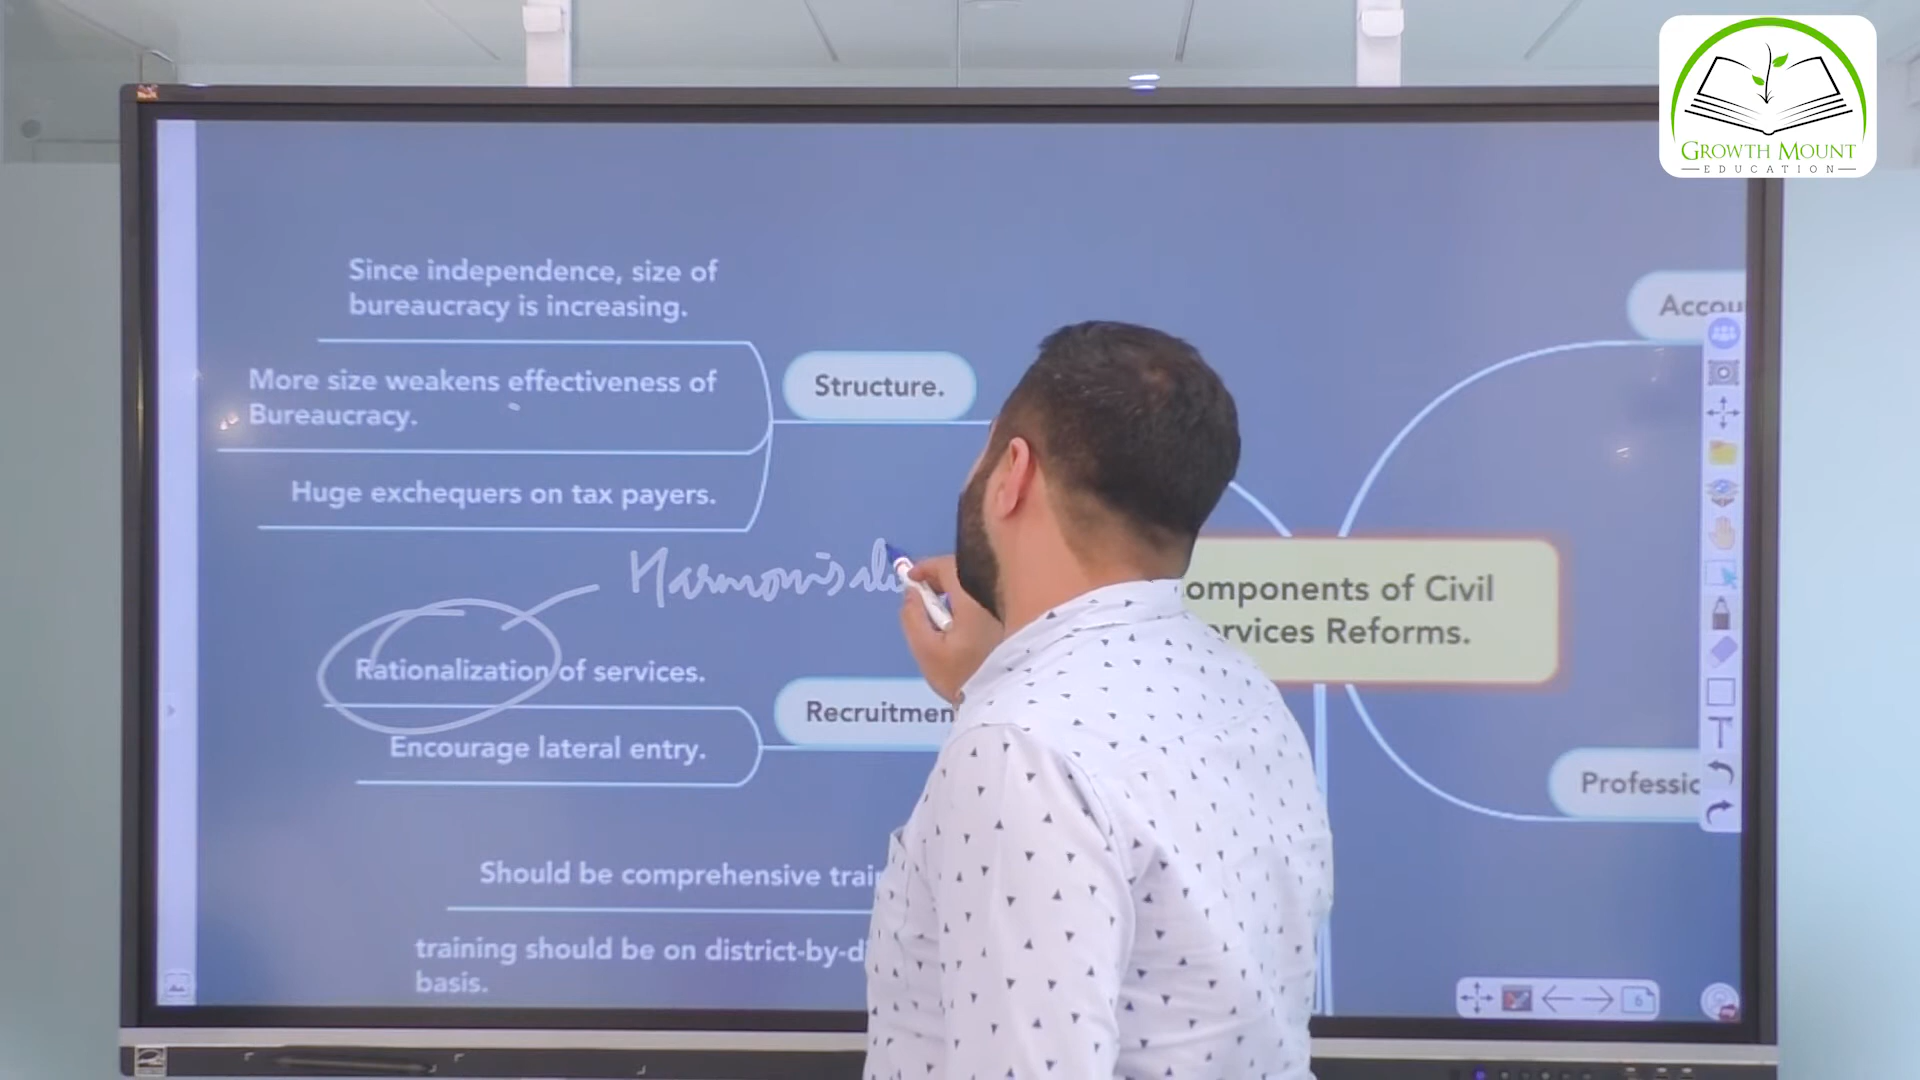 GROWTH MOUNT
EDUCATION
Since independence, size of
bureaucracy is increasing.
More size weakens effectiveness of
Bureaucracy.
Huge exchequers on tax payers.
Structure.
Rationalization of services.
Encourage lateral entry.
Recruitmen
Should be comprehensive trai
training should be on district-by-d
basis.
omponents of Civil
rvices Reforms.
Accou
Professio
T
6